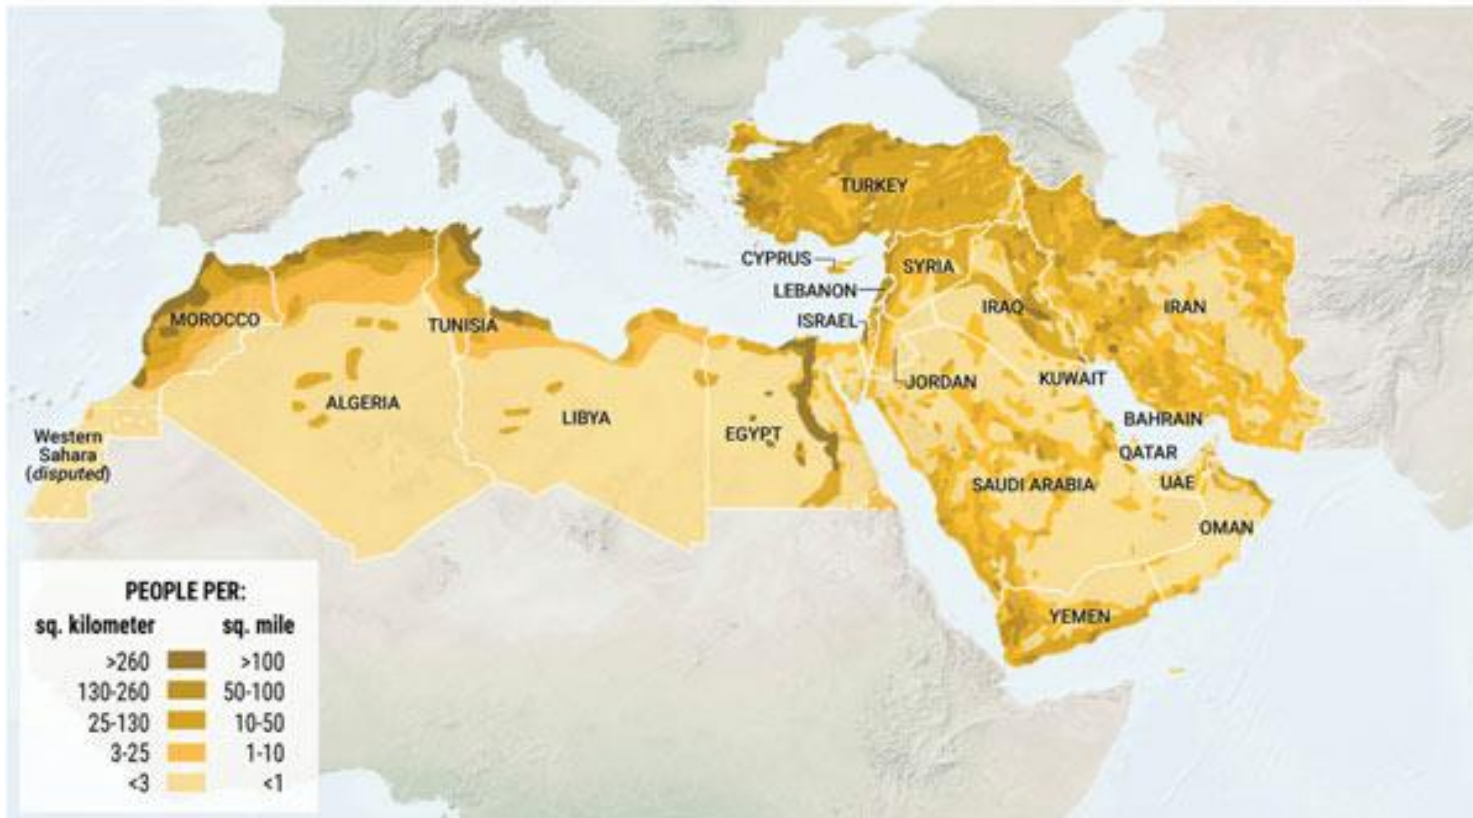 TURKEY
CYPRUS
SYRIA
LEBANON
IRAQ
IRAN
ISRAEL
MOROCCO
TUNISIA
JORDAN
KUWAIT
ALGERIA
LIBYA
EGYPT
BAHRAIN
QATAR
Western
Sahara
(disputed)
SAUDI ARABIA
UAE
OMAN
YEMEN
PEOPLE PER:
sq. kilometer sq. mile
>260 >100
130-260 50-100
25-130 10-50
3-25 1-10
<3 <1